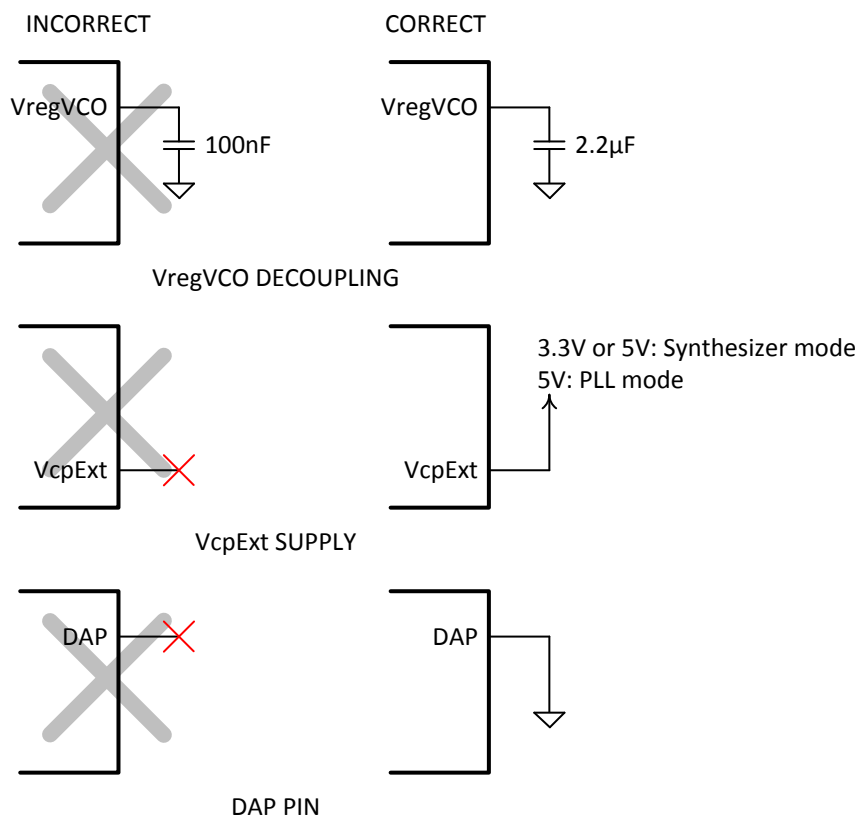 INCORRECT
CORRECT
VregVCO
100nF
VregVCO
2.2µF
VregVCO DECOUPLING
3.3V or 5V: Synthesizer mode
5V: PLL mode
VcpExt
VcpExt
VcpExt SUPPLY
DAP
DAP
DAP PIN